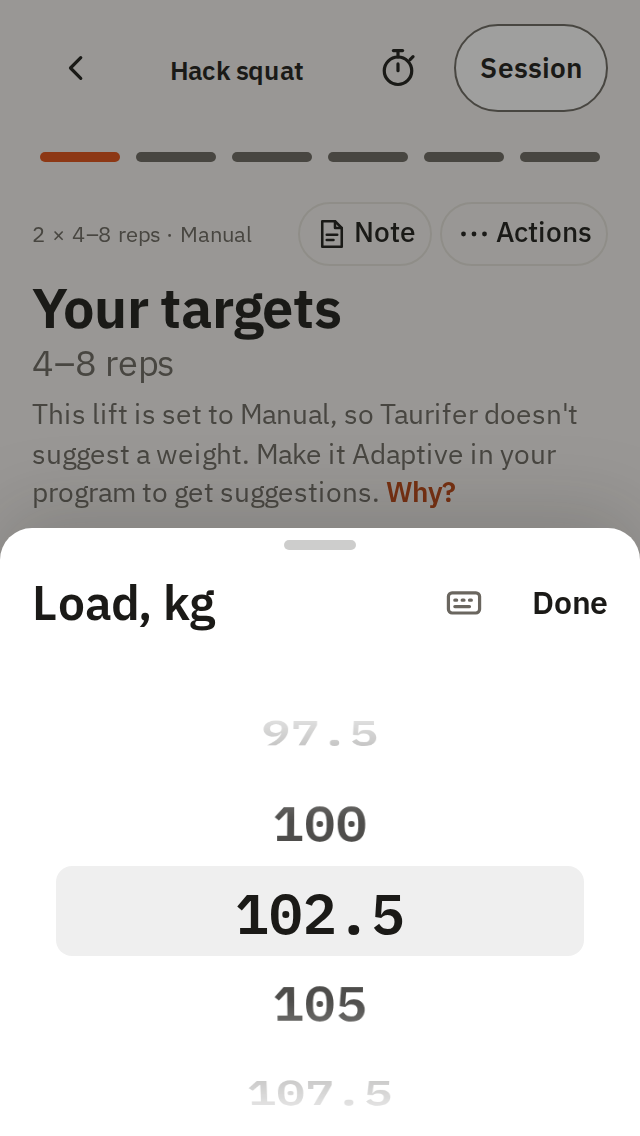 Hack squat
Session
2 × 4–8 reps · Manual
Note
Actions
Your targets
4–8 reps
This lift is set to Manual, so Taurifer doesn't
suggest a weight. Make it Adaptive in your
program to get suggestions. Why?
Load, kg
Done
97.5
100
102.5
105
107.5